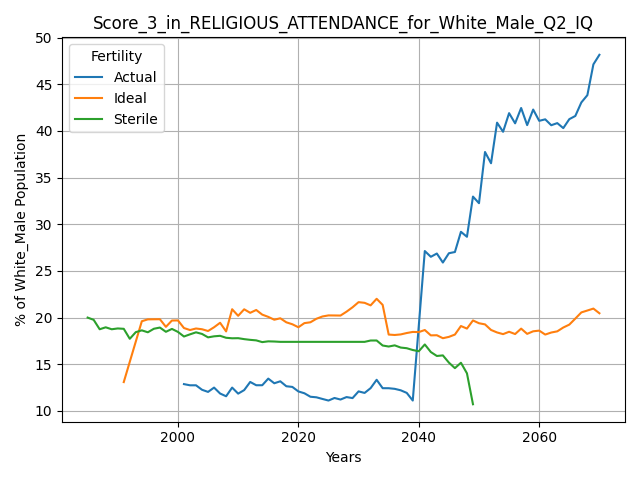 Score_3_in_RELIGIOUS_ATTENDANCE_for_White_Male_Q2_IQ
Fertility
Actual
Ideal
Sterile
% of White_Male Population
50
45
40
35
30
25
20
15
10
2000
2020
2040
2060
Years